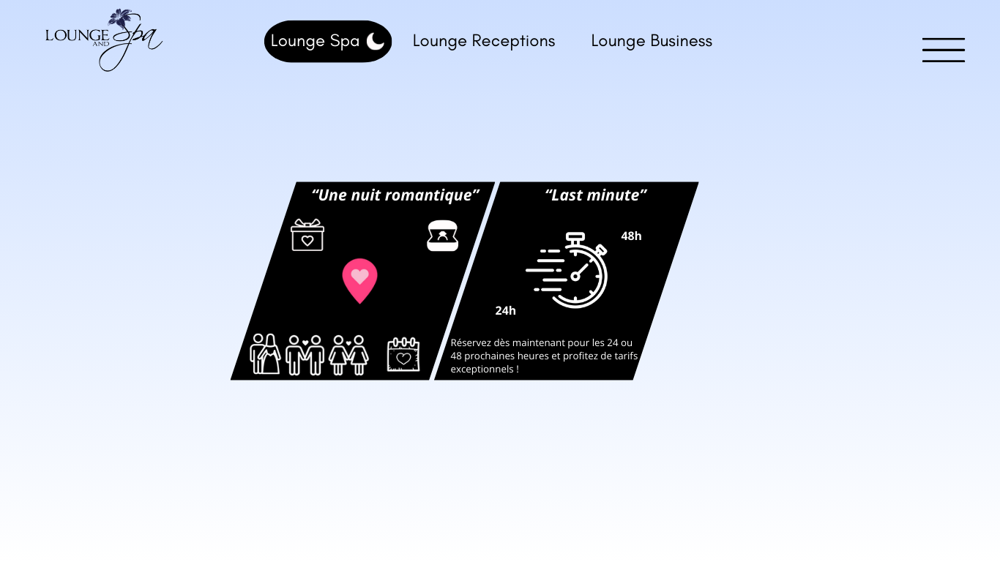 LOUNGE AND Spa
Lounge Spa
Lounge Receptions
Lounge Business
“Une nuit romantique”
“Last minute”
48h
24h
Réservez dès maintenant pour les 24 ou
48 prochaines heures et profitez de tarifs
exceptionnels !